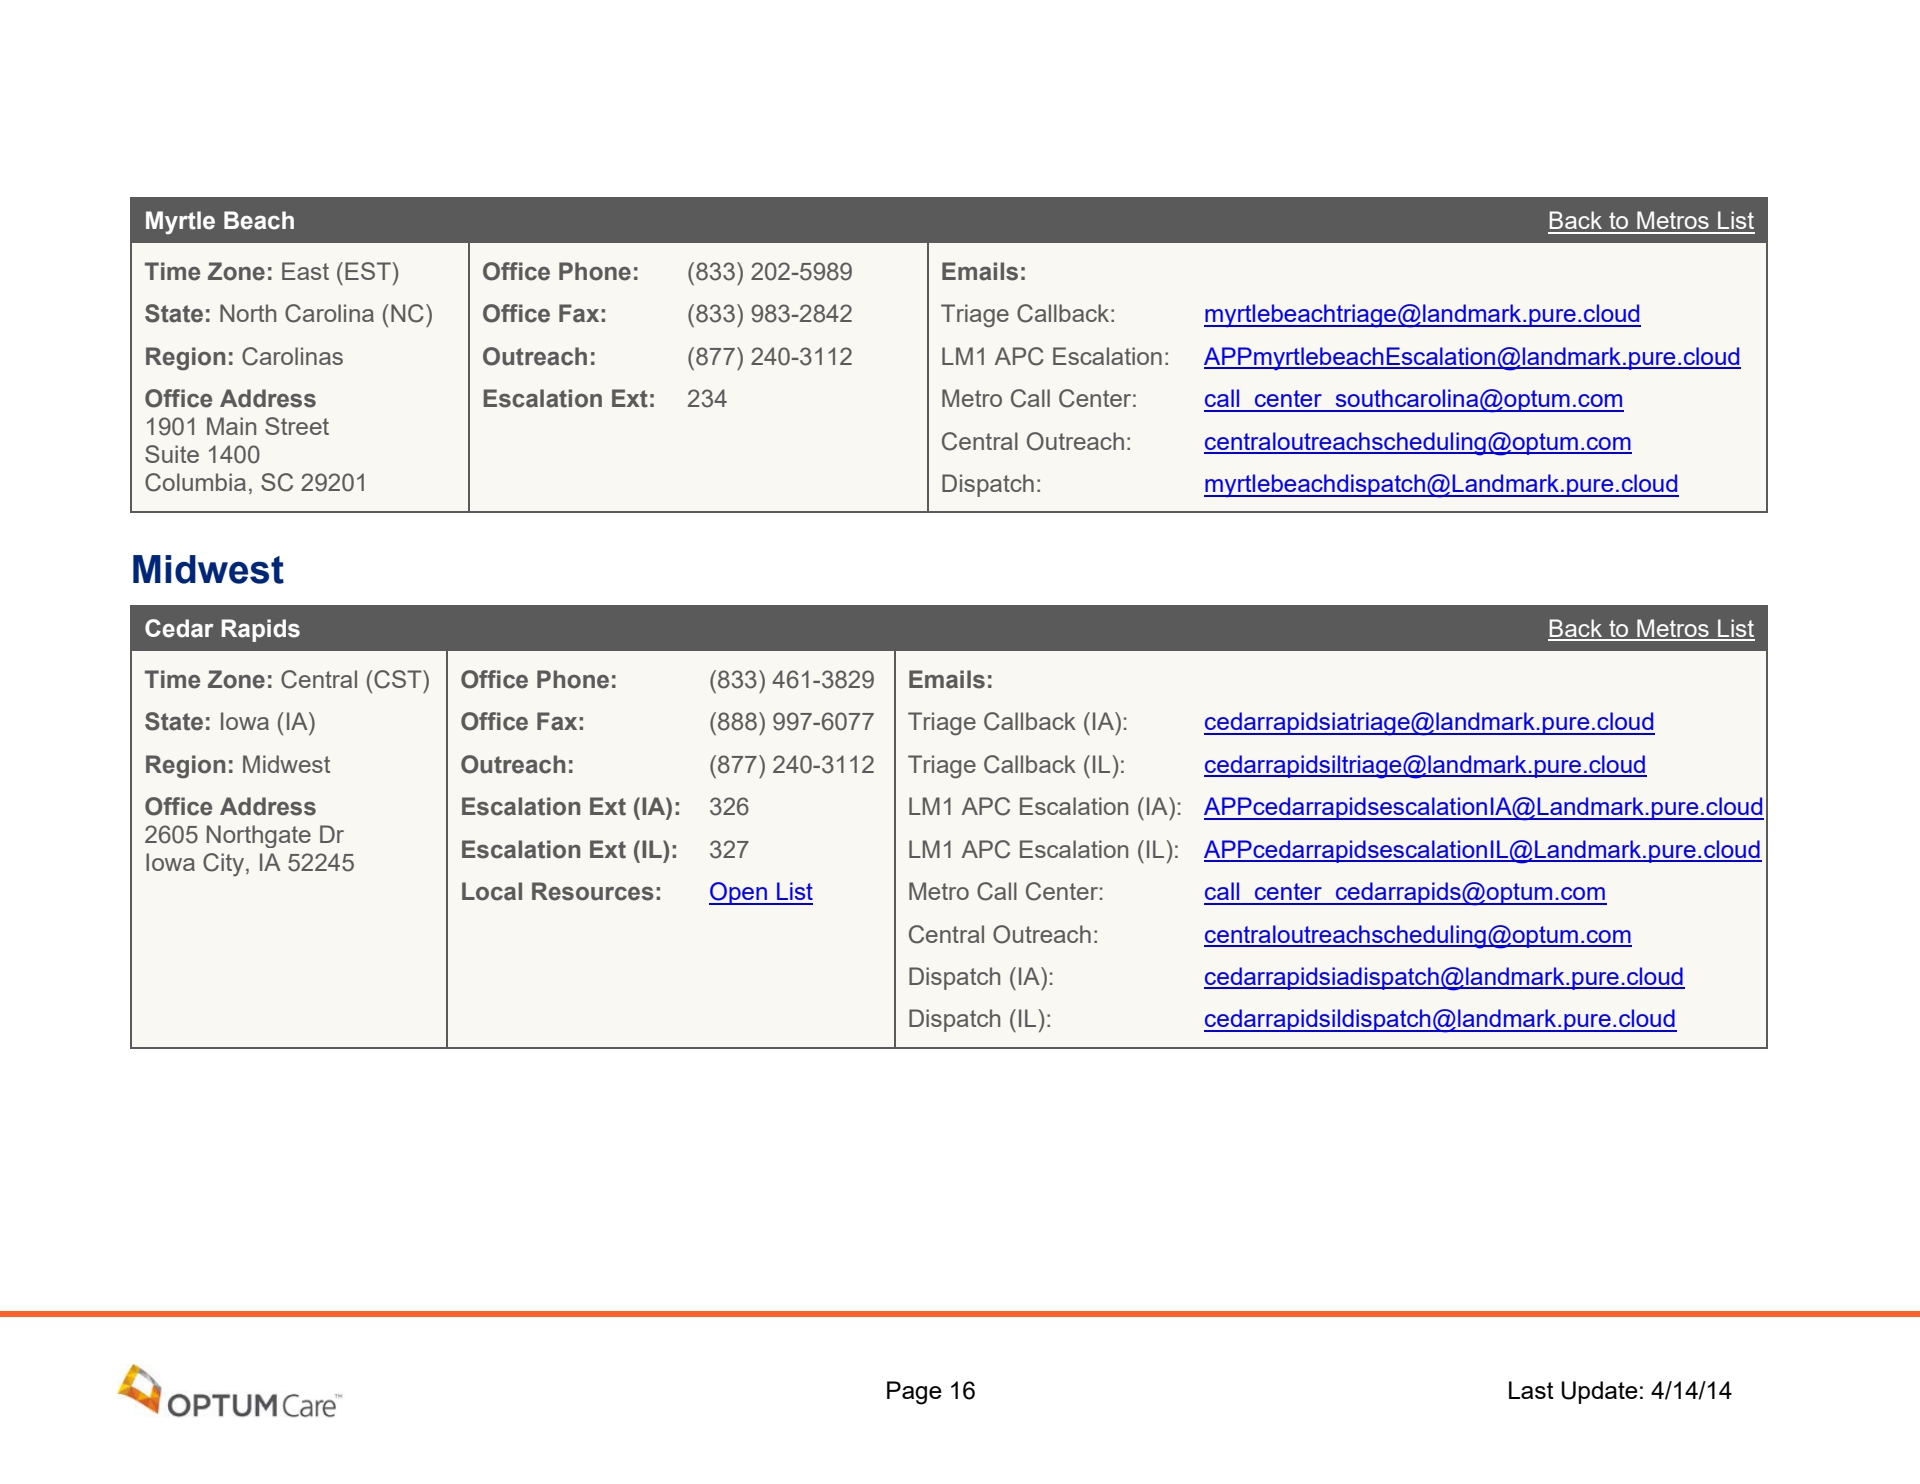 Myrtle Beach Back to Metros List
Time Zone: East (EST) Office Phone: (833) 202-5989 Emails:
State: North Carolina (NC) Office Fax: (833) 983-2842 Triage Callback: myrtlebeachtriage@landmark.pure.cloud
Region: Carolinas Outreach: (877) 240-3112 LM1 APC Escalation: APPmyrtlebeachEscalation@landmark.pure.cloud
Office Address Escalation Ext: 234 Metro Call Center: call_center_southcarolina@optum.com
1901 Main Street
Suite 1400 Central Outreach: centraloutreachscheduling@optum.com
Columbia, SC 29201 Dispatch: myrtlebeachdispatch@Landmark.pure.cloud
Midwest
Cedar Rapids Back to Metros List
Time Zone: Central (CST) Office Phone: (833) 461-3829 Emails:
State: Iowa (IA) Office Fax: (888) 997-6077 Triage Callback (IA): cedarrapidsiatriage@landmark.pure.cloud
Region: Midwest Outreach: (877) 240-3112 Triage Callback (IL): cedarrapidsiltriage@landmark.pure.cloud
Office Address Escalation Ext (IA): 326 LM1 APC Escalation (IA): APPcedarrapidsescalationIA@Landmark.pure.cloud
2605 Northgate Dr
Iowa City, IA 52245 Escalation Ext (IL): 327 LM1 APC Escalation (IL): APPcedarrapidsescalationIL@Landmark.pure.cloud
Local Resources: Open List Metro Call Center: call_center_cedarrapids@optum.com
Central Outreach: centraloutreachscheduling@optum.com
Dispatch (IA): cedarrapidsiadispatch@landmark.pure.cloud
Dispatch (IL): cedarrapidsildispatch@landmark.pure.cloud
OPTUM Care™ Page 16 Last Update: 4/14/14